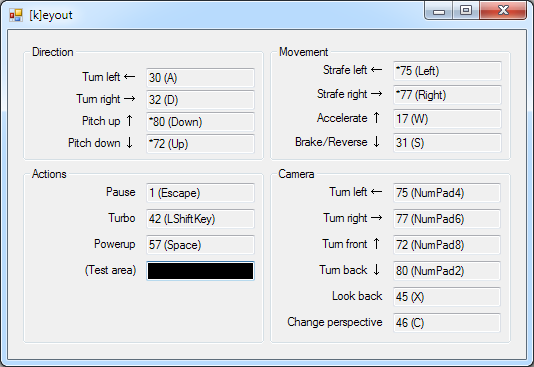 [k]eyout
Direction
Turn left ← 30 (A)
Turn right → 32 (D)
Pitch up ↑ *80 (Down)
Pitch down ↓ *72 (Up)
Movement
Strafe left ← *75 (Left)
Strafe right → *77 (Right)
Accelerate ↑ 17 (W)
Brake/Reverse ↓ 31 (S)
Actions
Pause 1 (Escape)
Turbo 42 (LShiftKey)
Powerup 57 (Space)
(Test area)
Camera
Turn left ← 75 (NumPad4)
Turn right → 77 (NumPad6)
Turn front ↑ 72 (NumPad8)
Turn back ↓ 80 (NumPad2)
Look back 45 (X)
Change perspective 46 (C)